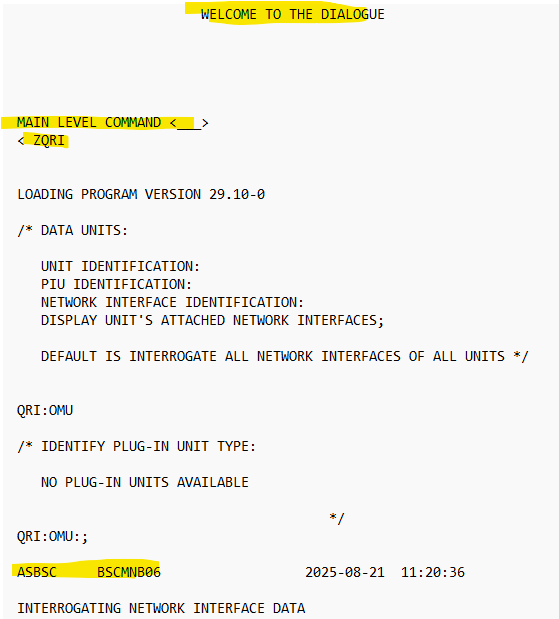 WELCOME TO THE DIALOGUE
MAIN LEVEL COMMAND <___>
< ZQRI
LOADING PROGRAM VERSION 29.10-0
/* DATA UNITS:
UNIT IDENTIFICATION:
PIU IDENTIFICATION:
NETWORK INTERFACE IDENTIFICATION:
DISPLAY UNIT'S ATTACHED NETWORK INTERFACES;
DEFAULT IS INTERROGATE ALL NETWORK INTERFACES OF ALL UNITS */
QRI:OMU
/* IDENTIFY PLUG-IN UNIT TYPE:
NO PLUG-IN UNITS AVAILABLE
*/
QRI:OMU:;
ASBSC     BSCMNB06                  2025-08-21  11:20:36
INTERROGATING NETWORK INTERFACE DATA